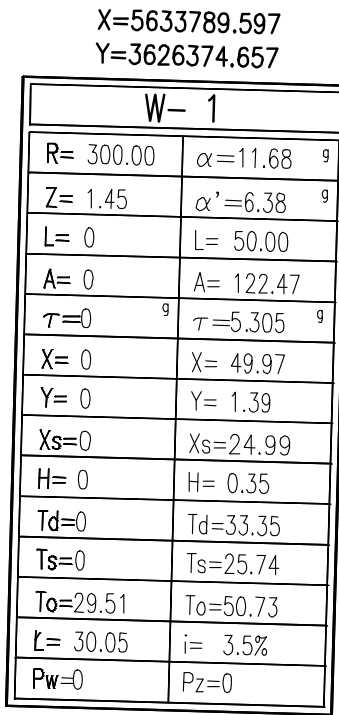 X=5633789.597
Y=3626374.657
W- 1
R= 300.00 α=11.68 g
Z= 1.45 α'=6.38 g
L= 0 L= 50.00
A= 0 A= 122.47
τ=0 g τ=5.305 g
X= 0 X= 49.97
Y= 0 Y= 1.39
Xs=0 Xs=24.99
H= 0 H= 0.35
Td=0 Td=33.35
Ts=0 Ts=25.74
To=29.51 To=50.73
Ł= 30.05 i= 3.5%
Pw=0 Pz=0